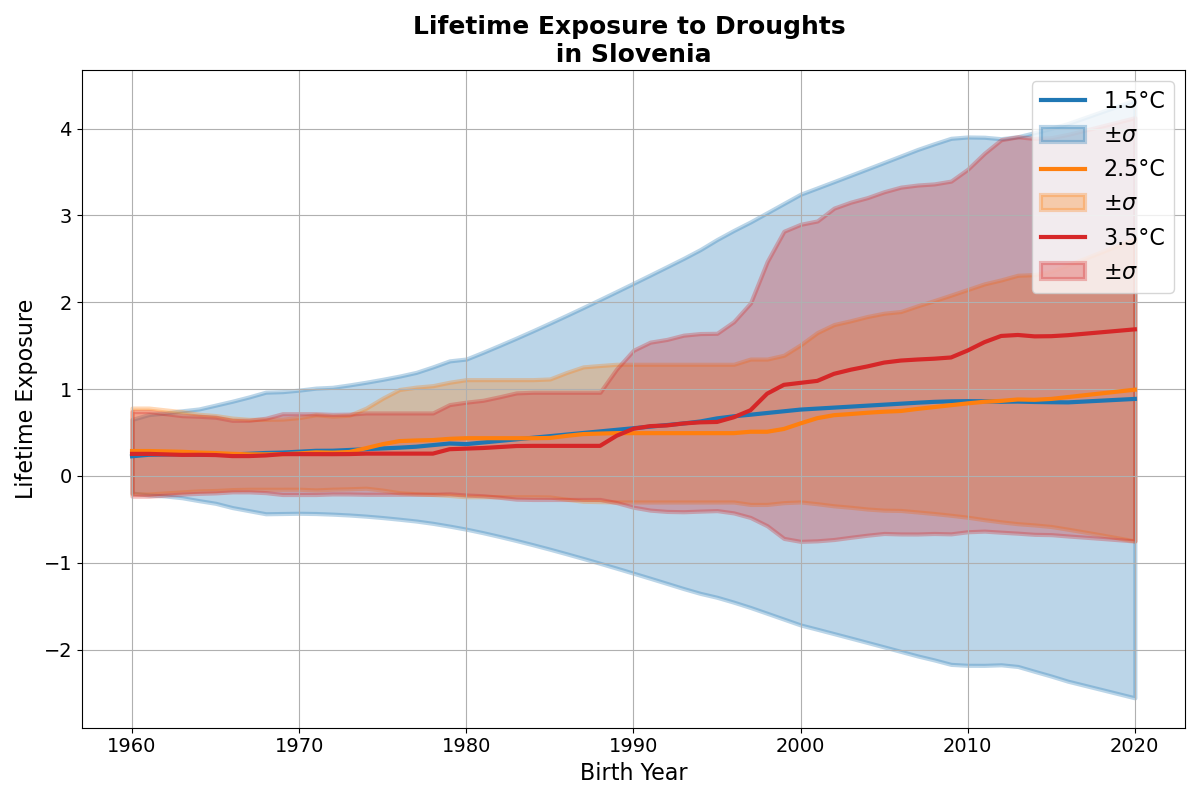 Lifetime Exposure to Droughts
in Slovenia
1.5°C
±σ
2.5°C
±σ
3.5°C
±σ
Lifetime Exposure
4
3
2
1
0
−1
−2
1960
1970
1980
1990
2000
2010
2020
Birth Year